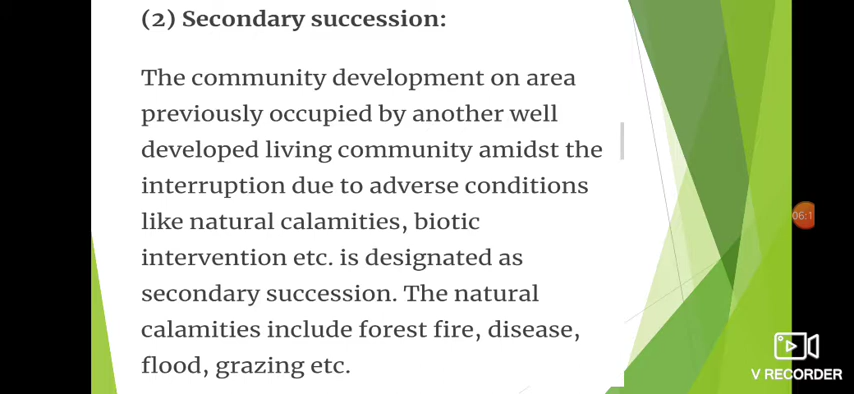 (2) Secondary succession:
The community development on area
previously occupied by another well
developed living community amidst the
interruption due to adverse conditions
like natural calamities, biotic
intervention etc. is designated as
secondary succession. The natural
calamities include forest fire, disease,
flood, grazing etc.
06:1
V RECORDER